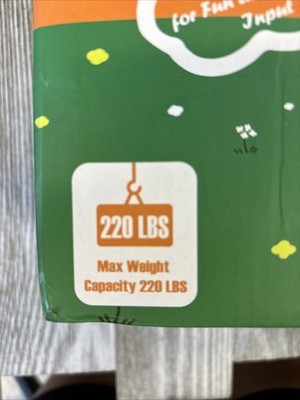 for Fun
Input
220 LBS
Max Weight
Capacity 220 LBS